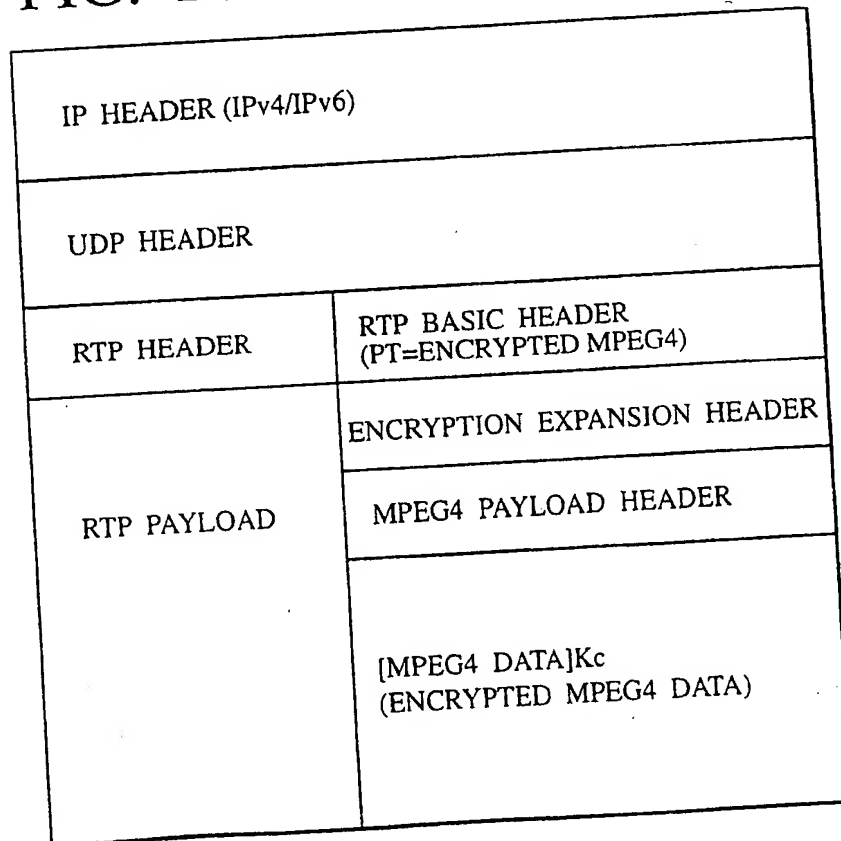 FIG.
IP HEADER (IPv4/IPv6)
UDP HEADER
RTP HEADER
RTP BASIC HEADER
(PT=ENCRYPTED MPEG4)
ENCRYPTION EXPANSION HEADER
RTP PAYLOAD
MPEG4 PAYLOAD HEADER
[MPEG4 DATA]Kc
(ENCRYPTED MPEG4 DATA)